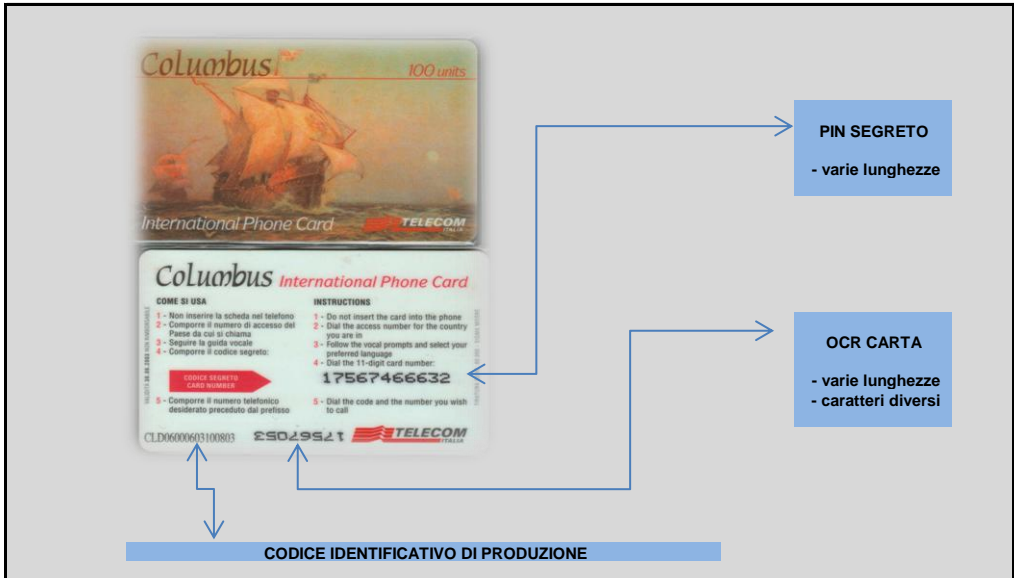 Columbus
100 units
International Phone Card
TELECOM
ITALIA
Columbus International Phone Card
COME SI USA
1 - Non inserire la scheda nel telefono
2 - Comporre il numero di accesso del
Paese da cui si chiama
3 - Seguire la guida vocale
4 - Comporre il codice segreto:
CODICE SEGRETO
CARD NUMBER
5 - Comporre il numero telefonico
desiderato preceduto dal prefisso
INSTRUCTIONS
1 - Do not insert the card into the phone
2 - Dial the access number for the country
you are in
3 - Follow the vocal prompts and select your
preferred language
4 - Dial the 11-digit card number:
17567466632
5 - Dial the code and the number you wish
to call
CLD06000603100803
17567053
TELECOM
ITALIA
PIN SEGRETO
- varie lunghezze
OCR CARTA
- varie lunghezze
- caratteri diversi
CODICE IDENTIFICATIVO DI PRODUZIONE